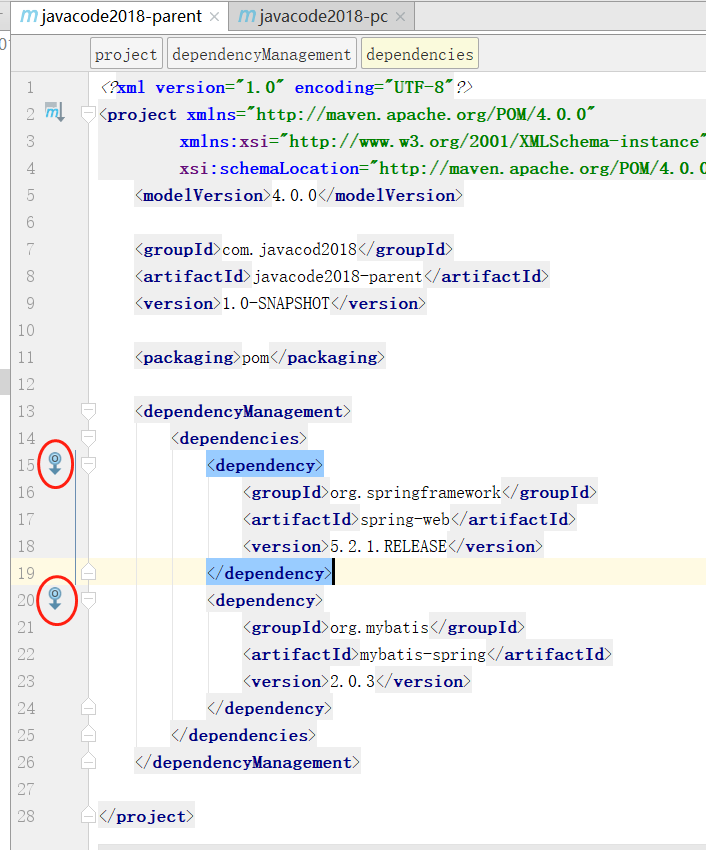 javacode2018-parent × javacode2018-pc ×
project dependencyManagement dependencies
1 <?xml version="1.0" encoding="UTF-8"?>
2 <project xmlns="http://maven.apache.org/POM/4.0.0"
3 xmlns:xsi="http://www.w3.org/2001/XMLSchema-instance"
4 xsi:schemaLocation="http://maven.apache.org/POM/4.0.0
5 <modelVersion>4.0.0</modelVersion>
6
7 <groupId>com.javacod2018</groupId>
8 <artifactId>javacode2018-parent</artifactId>
9 <version>1.0-SNAPSHOT</version>
10
11 <packaging>pom</packaging>
12
13 <dependencyManagement>
14 <dependencies>
15 <dependency>
16 <groupId>org.springframework</groupId>
17 <artifactId>spring-web</artifactId>
18 <version>5.2.1.RELEASE</version>
19 </dependency>
20 <dependency>
21 <groupId>org.mybatis</groupId>
22 <artifactId>mybatis-spring</artifactId>
23 <version>2.0.3</version>
24 </dependency>
25 </dependencies>
26 </dependencyManagement>
27
28 </project>